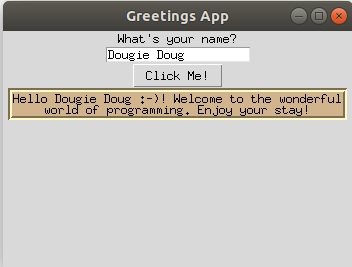 Greetings App
What's your name?
Dougie Doug
Click Me!
Hello Dougie Doug :-)! Welcome to the wonderful
world of programming. Enjoy your stay!